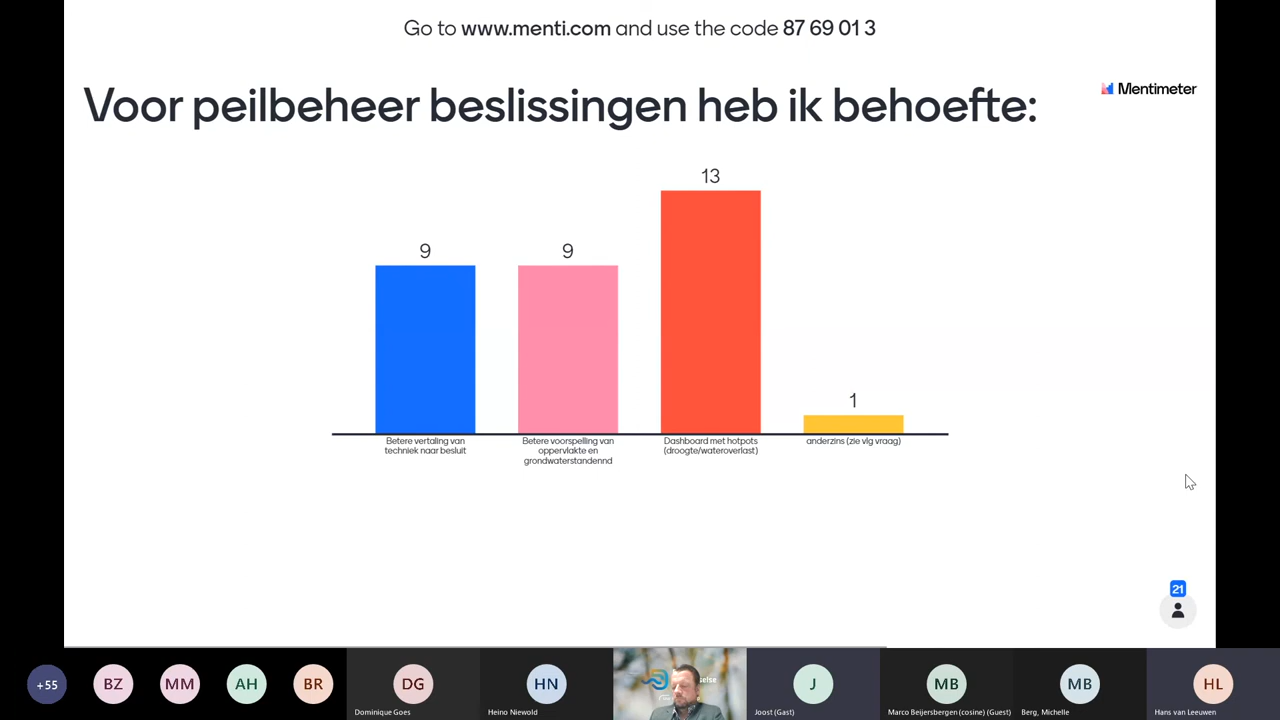 Go to www.menti.com and use the code 87 69 01 3
Voor peilbeheer beslissingen heb ik behoefte:
Mentimeter
9
9
13
1
Betere vertaling van
techniek naar besluit
Betere voorspelling van
oppervlakte en
grondwaterstandennd
Dashboard met hotpots
(droogte/wateroverlast)
anderzins (zie vlg vraag)
21
+55
BZ
MM
AH
BR
DG
Dominique Goes
HN
Heino Niewold
J
Joost (Gast)
MB
Marco Beijersbergen (cosine) (Guest)
MB
Berg, Michelle
HL
Hans van Leeuwen